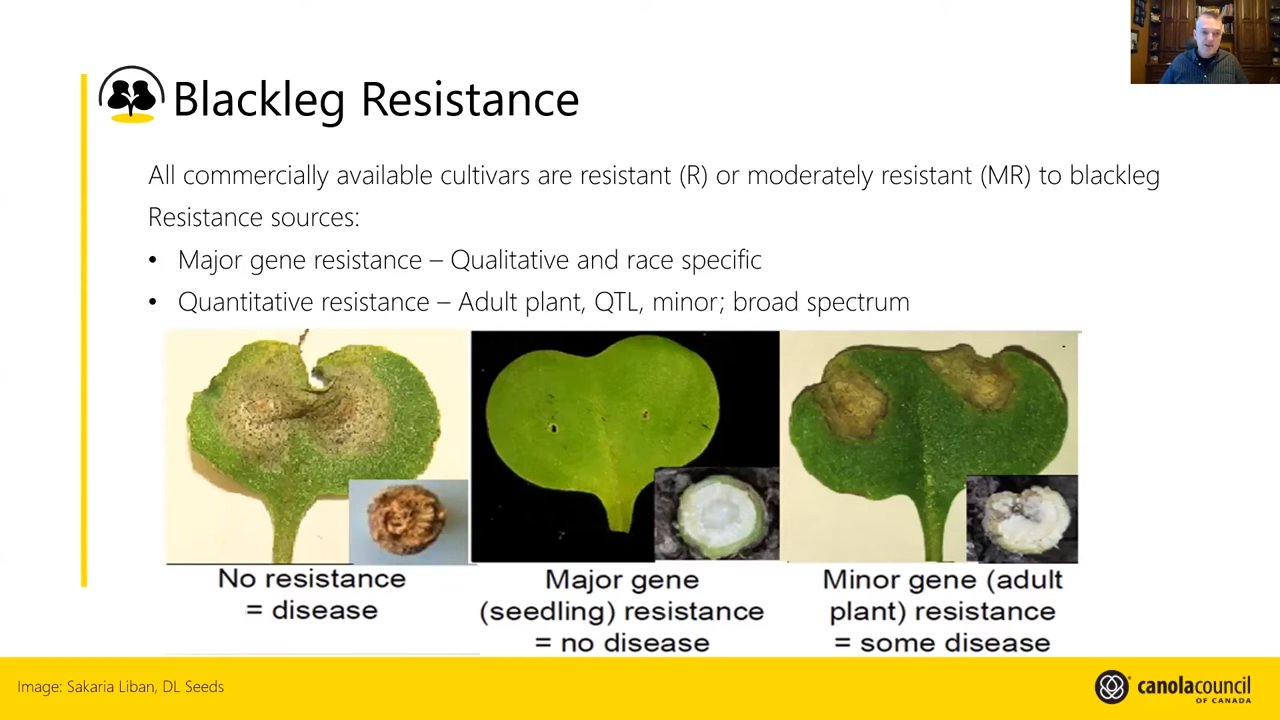 Blackleg Resistance
All commercially available cultivars are resistant (R) or moderately resistant (MR) to blackleg
Resistance sources:
• Major gene resistance – Qualitative and race specific
• Quantitative resistance – Adult plant, QTL, minor; broad spectrum
No resistance
= disease
Major gene
(seedling) resistance
= no disease
Minor gene (adult
plant) resistance
= some disease
Image: Sakaria Liban, DL Seeds
canolacouncil
OF CANADA